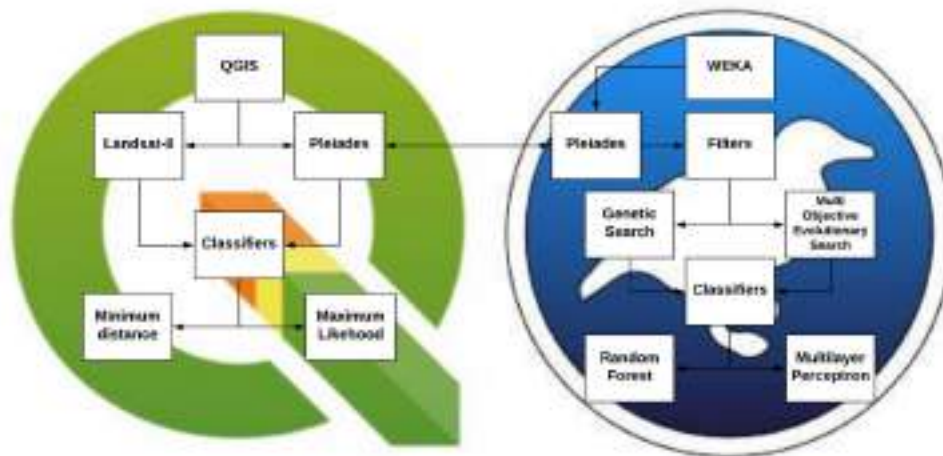 QGIS
Landsat-8
Pleiades
Classifiers
Minimum
distance
Maximum
Likehood
WEKA
Pleiades
Filters
Genetic
Search
Multi
Objective
Evolutionary
Search
Classifiers
Random
Forest
Multilayer
Perceptron